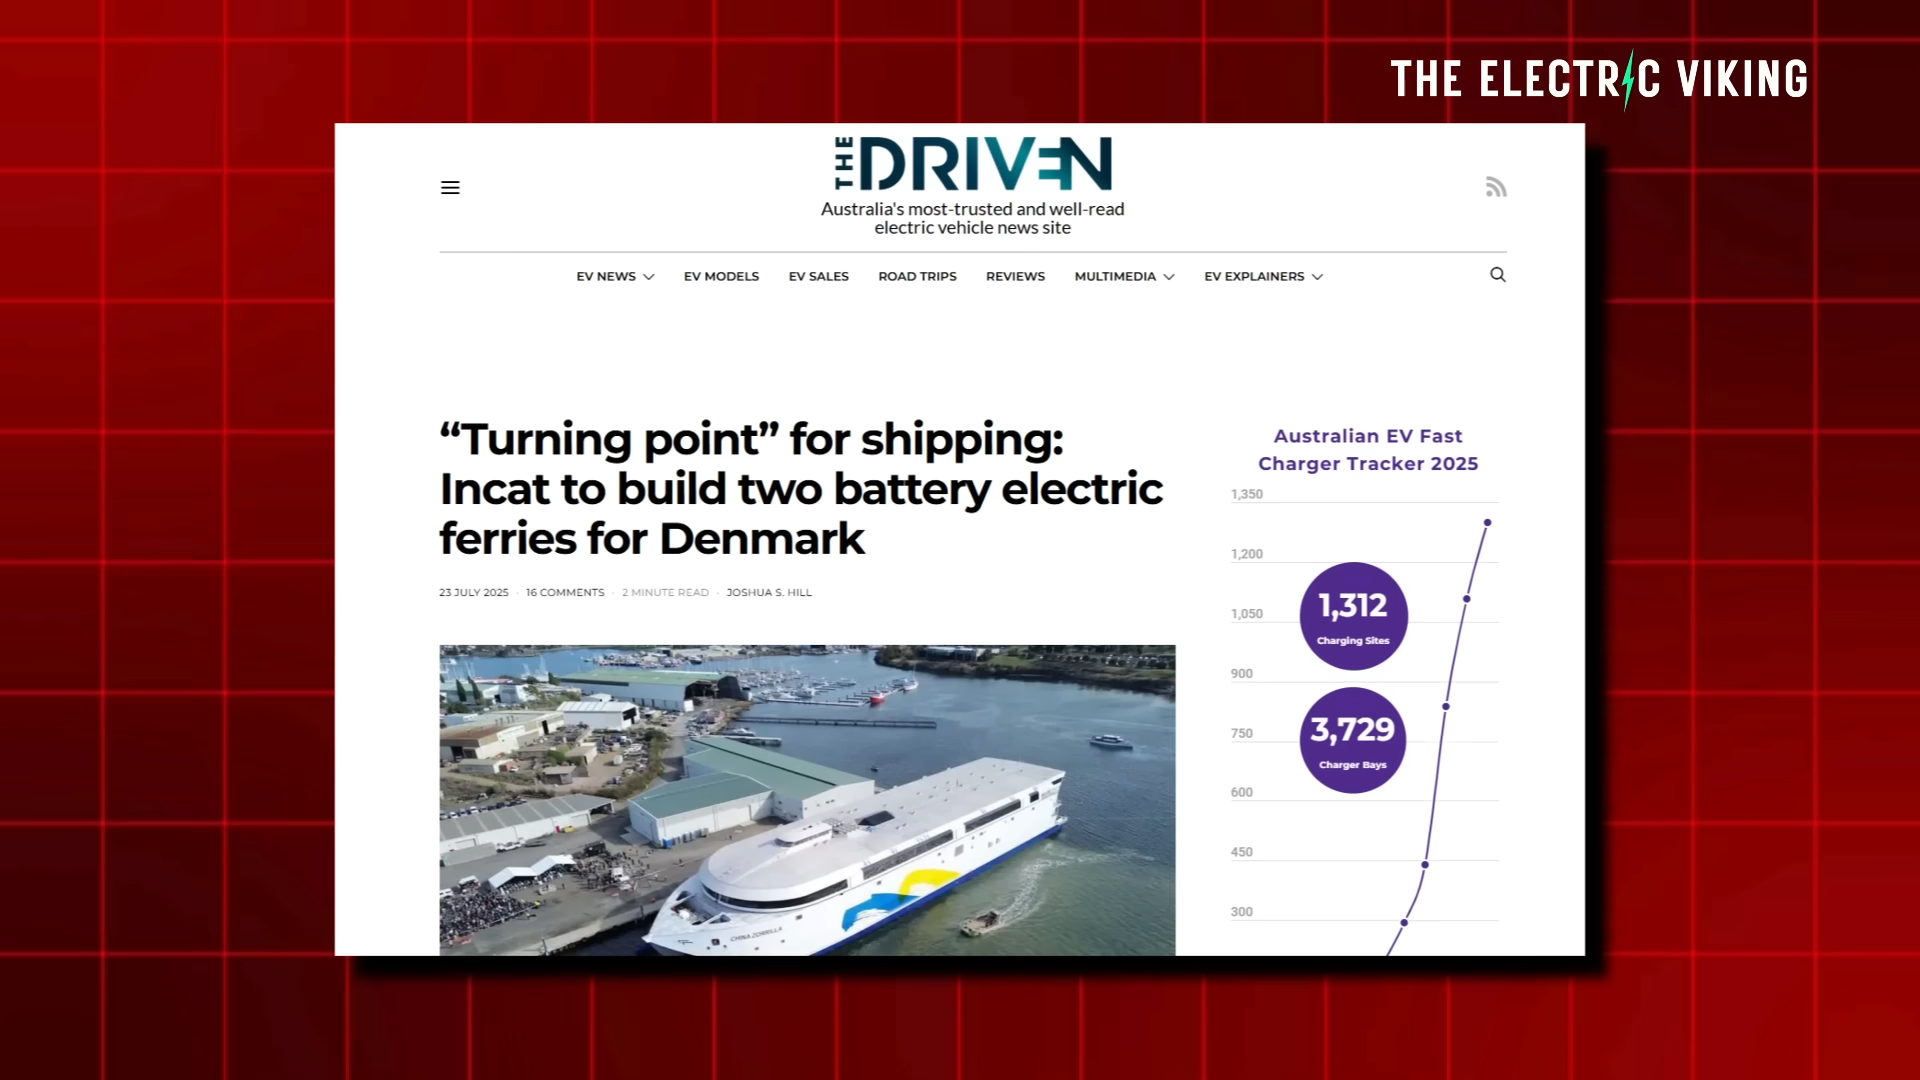 THE ELECTRIC VIKING
THE DRIVEN
Australia's most-trusted and well-read
electric vehicle news site
EV NEWS
EV MODELS
EV SALES
ROAD TRIPS
REVIEWS
MULTIMEDIA
EV EXPLAINERS
“Turning point” for shipping:
Incat to build two battery electric
ferries for Denmark
23 JULY 2025 · 16 COMMENTS · 2 MINUTE READ · JOSHUA S. HILL
CHINA ZORRILLA
Australian EV Fast
Charger Tracker 2025
1,350
1,200
1,050
900
750
600
450
300
1,312
Charging Sites
3,729
Charger Bays